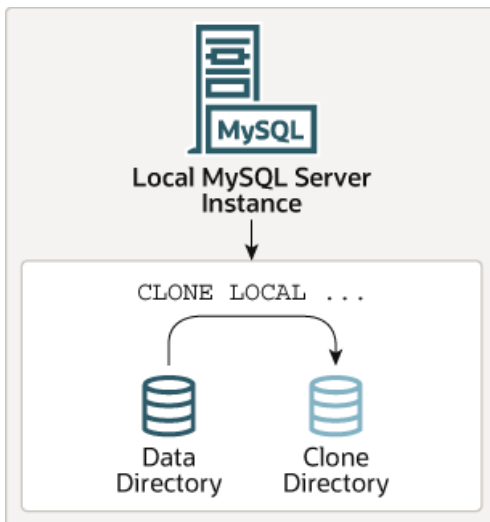 MySQL
Local MySQL Server
Instance
CLONE LOCAL ...
Data
Directory
Clone
Directory